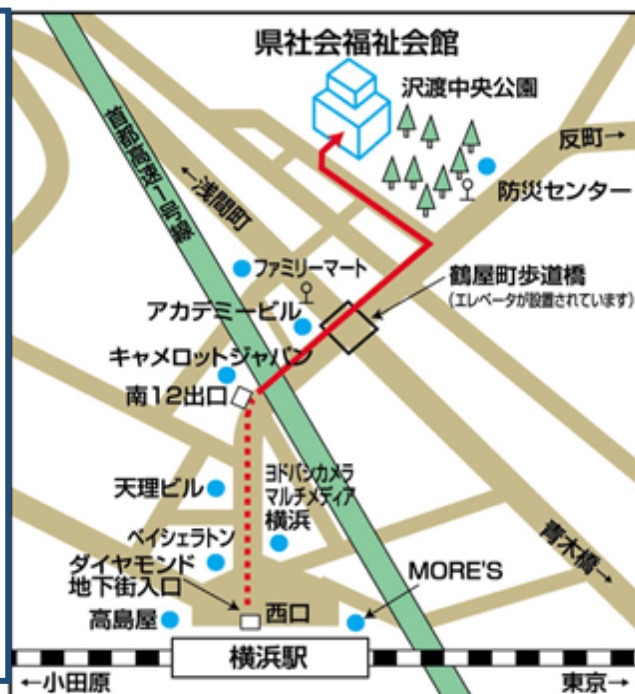 県社会福祉会館
沢渡中央公園
反町→
首都高速1号線
←浅間町
防災センター
ファミリーマート
鶴屋町歩道橋
(エレベータが設置されています)
アカデミービル
キャメロットジャパン
南12出口
天理ビル
ヨドバシカメラ
マルチメディア
横浜
ベイシェラトン
ダイヤモンド
地下街入口
青木橋→
MORE'S
高島屋
西口
横浜駅
←小田原
東京→